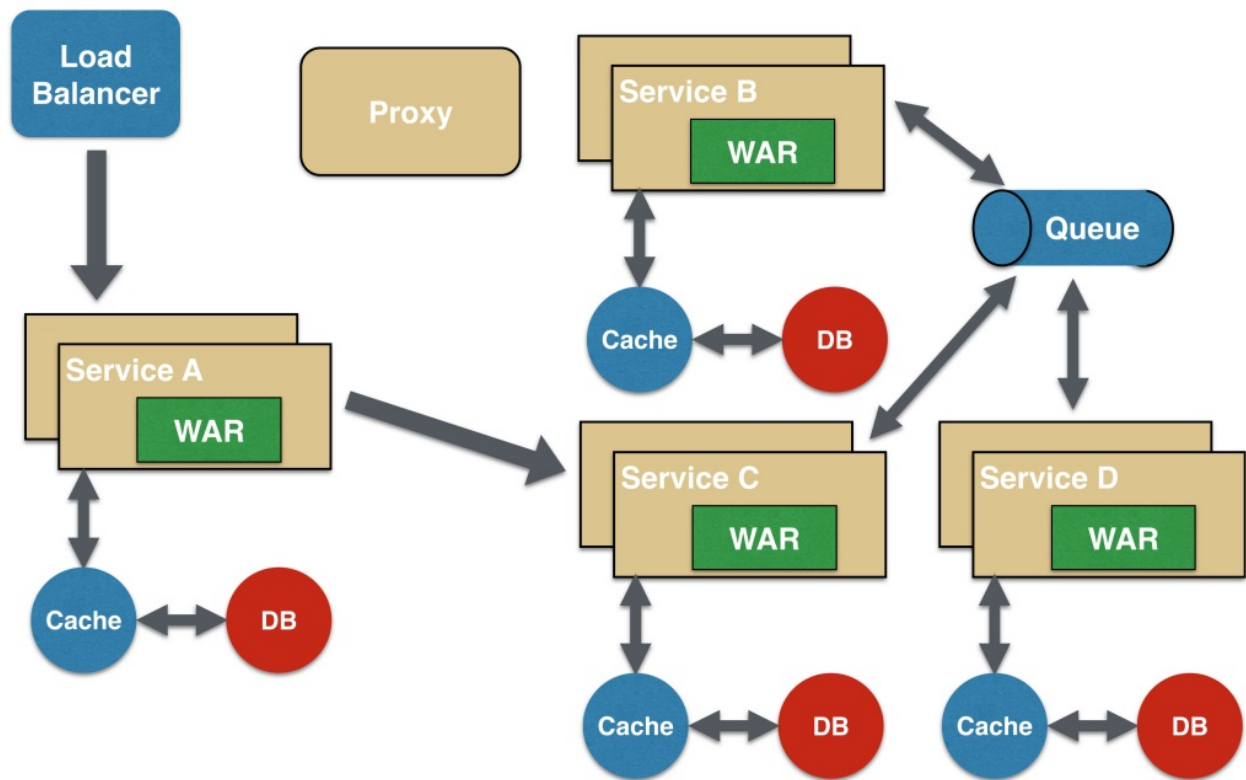 Load
Balancer
Proxy
Service B
WAR
Queue
Cache
DB
Service A
WAR
Service C
WAR
Service D
WAR
Cache
DB
Cache
DB
Cache
DB